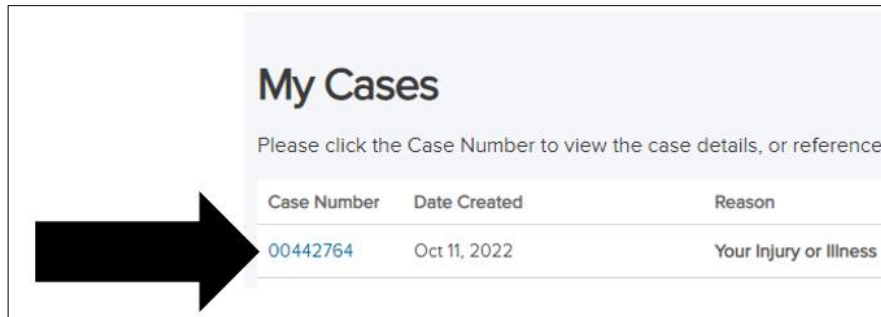 My Cases
Please click the Case Number to view the case details, or reference
Case Number Date Created Reason
00442764 Oct 11, 2022 Your Injury or Illness